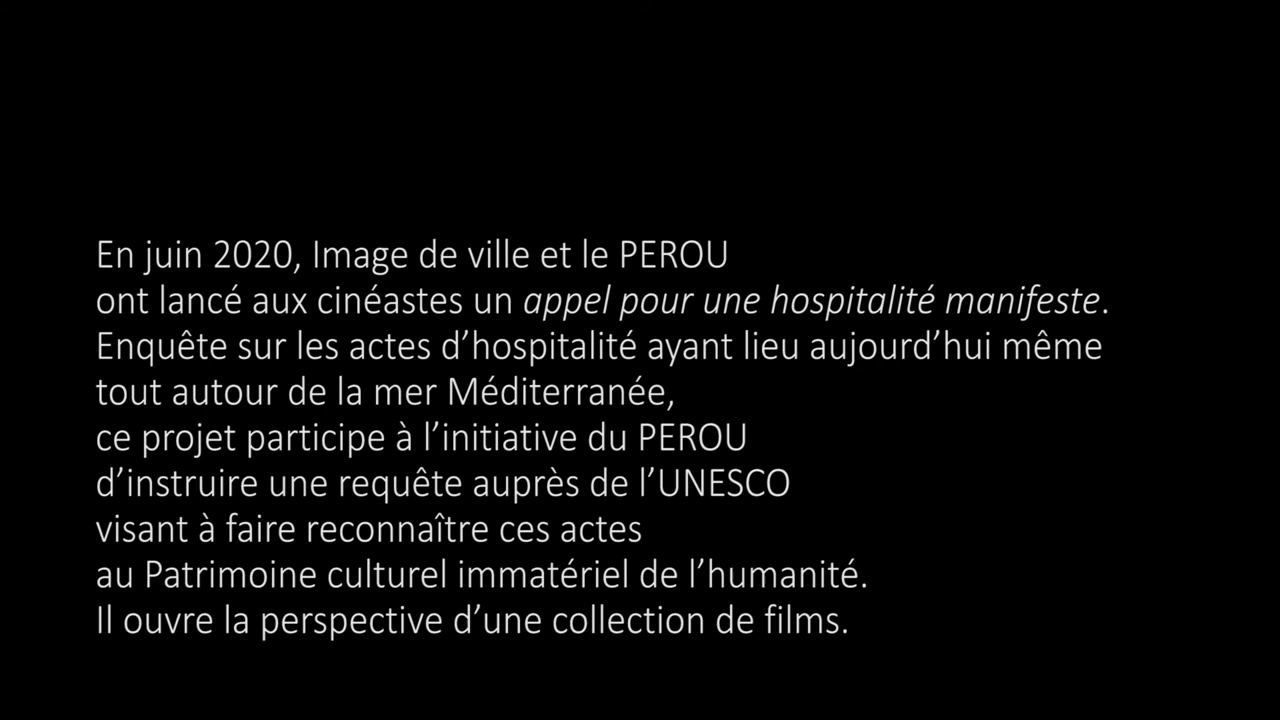 En juin 2020, Image de ville et le PEROU
ont lancé aux cinéastes un appel pour une hospitalité manifeste.
Enquête sur les actes d’hospitalité ayant lieu aujourd’hui même
tout autour de la mer Méditerranée,
ce projet participe à l’initiative du PEROU
d’instruire une requête auprès de l’UNESCO
visant à faire reconnaître ces actes
au Patrimoine culturel immatériel de l’humanité.
Il ouvre la perspective d’une collection de films.